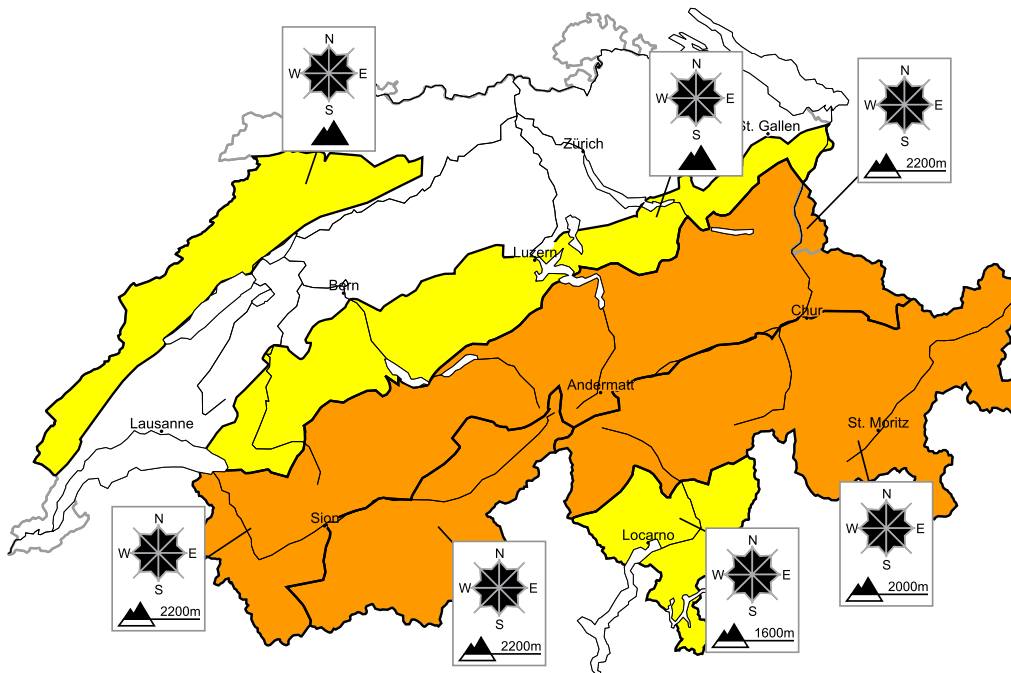 N
W E
S
N
W E
S
N
W E
S
2200m
St. Gallen
Zürich
Luzern
Bern
Chur
Andermatt
Lausanne
St. Moritz
N
W E
S
2000m
Sion
N
W E
S
2200m
Locarno
N
W E
S
2200m
N
W E
S
1600m